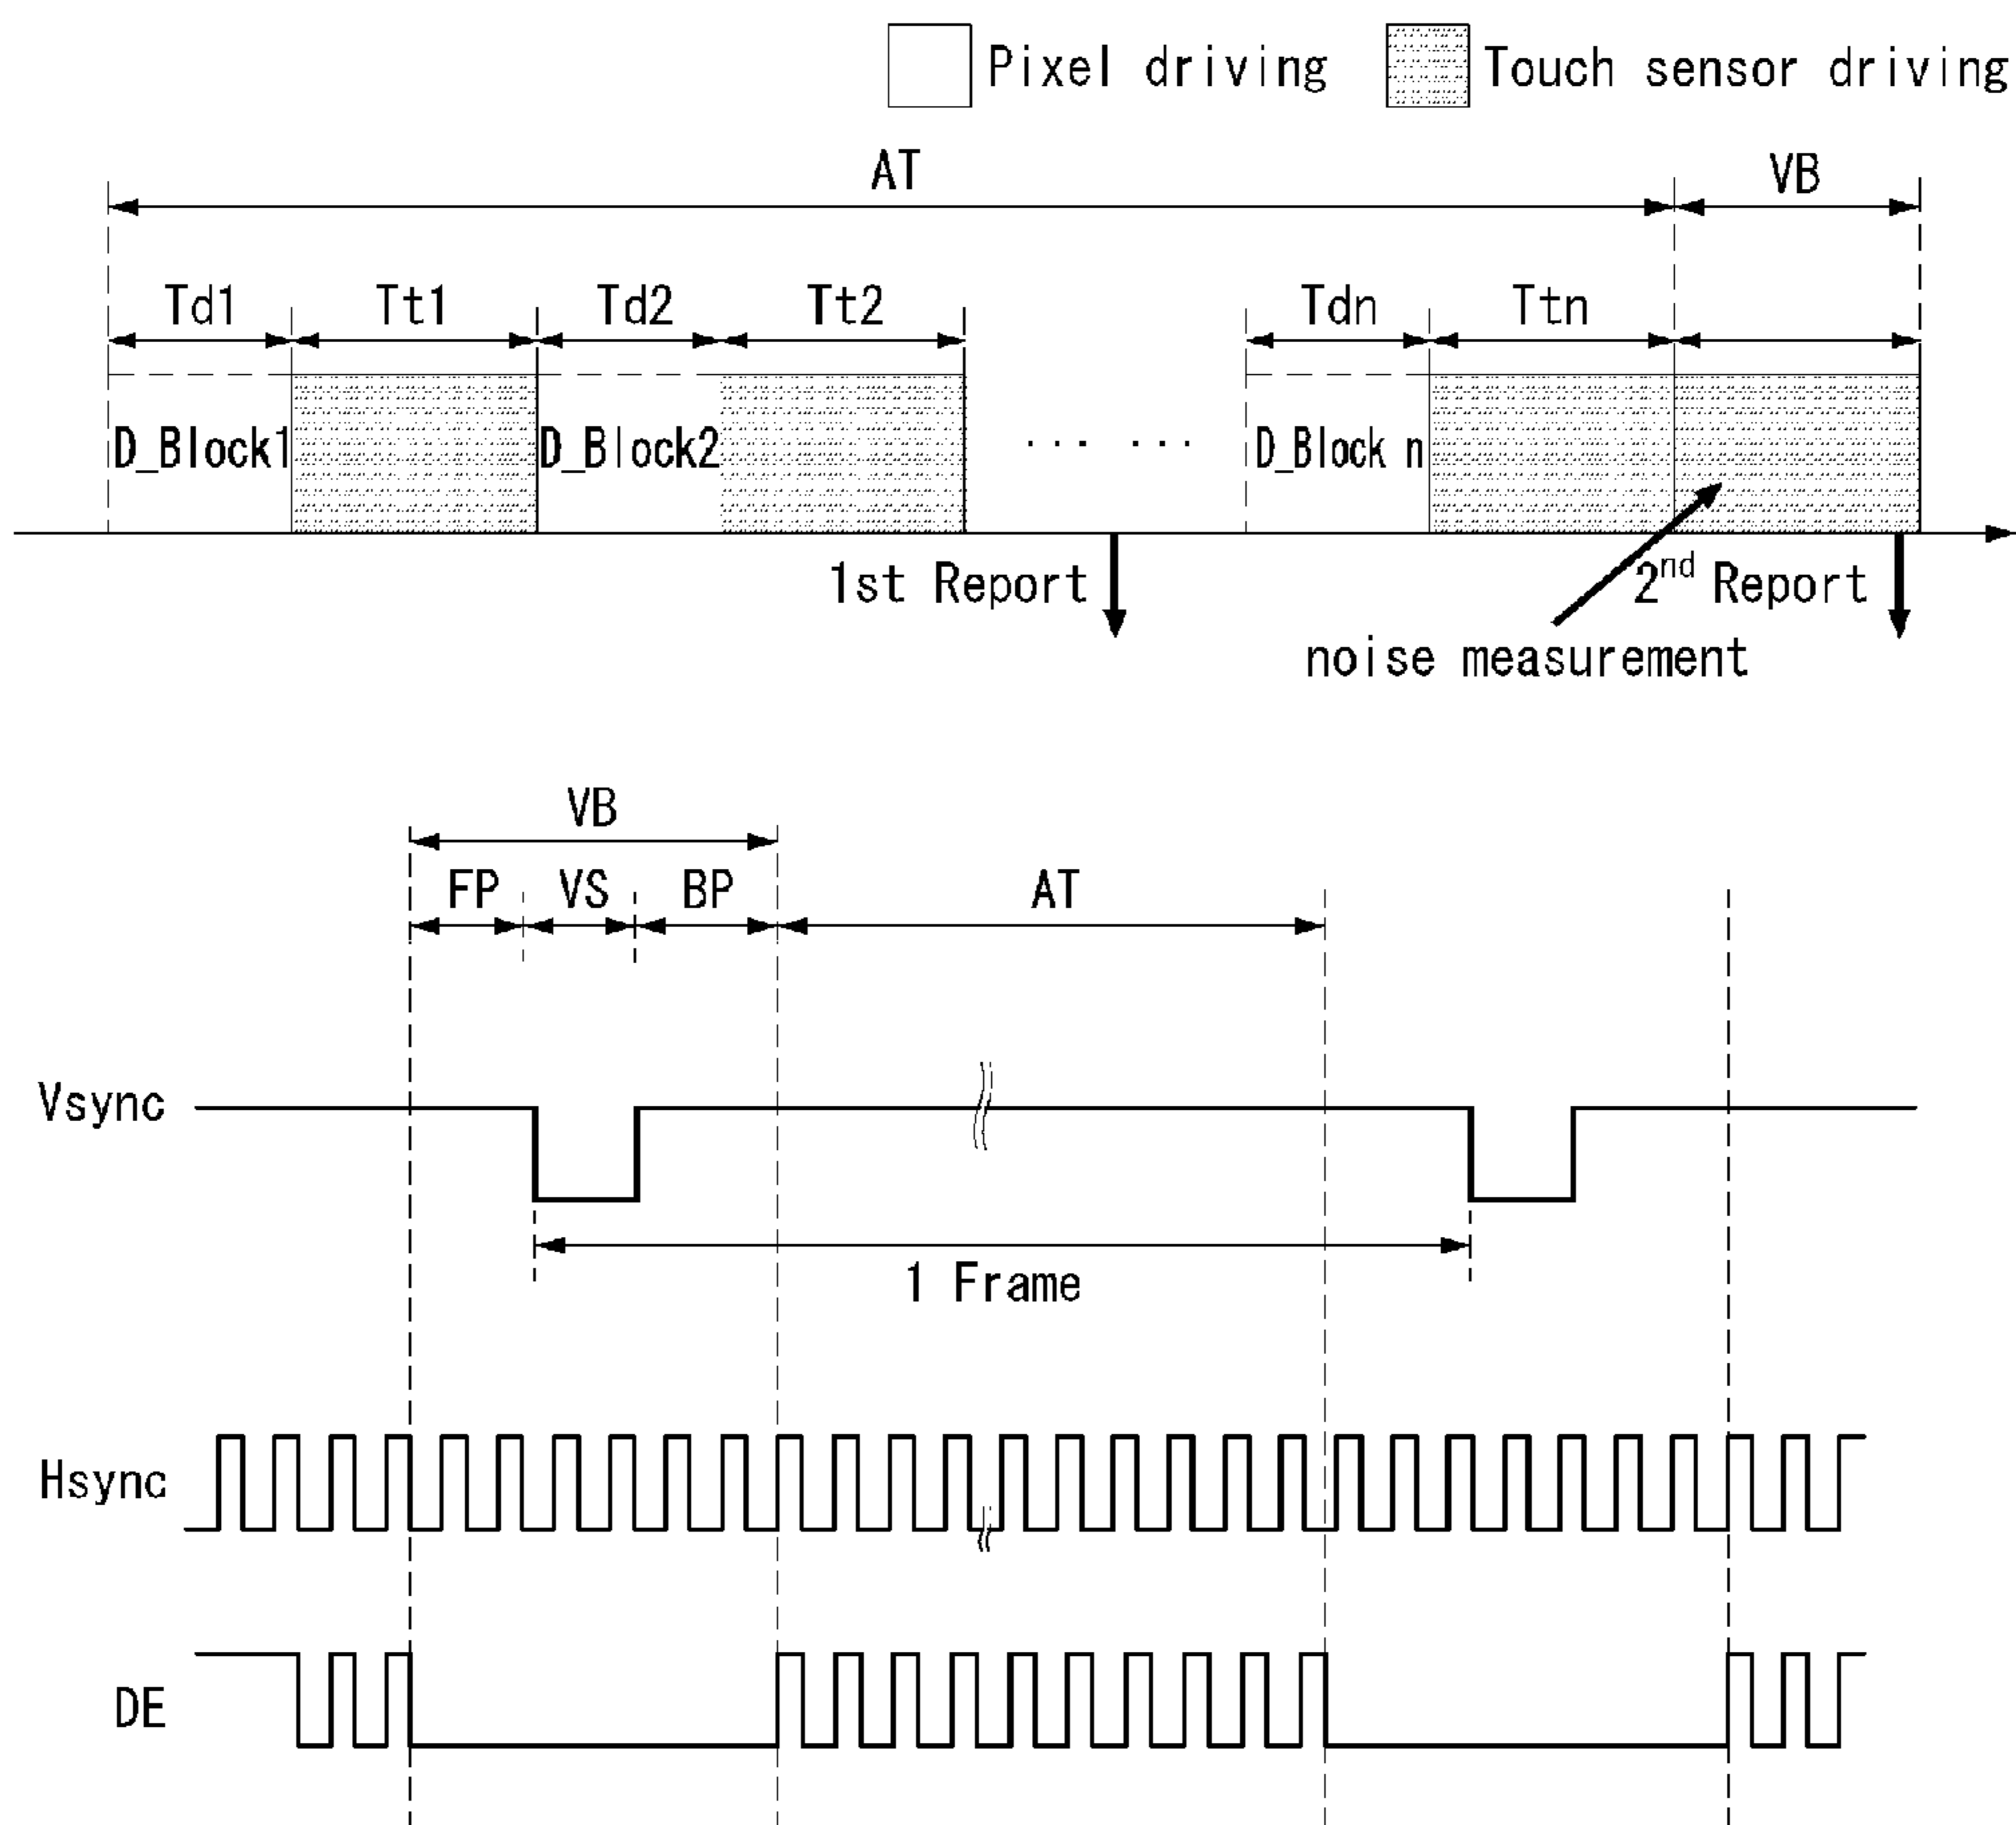 Pixel driving
Touch sensor driving
AT
VB
Td1
Tt1
Td2
Tt2
Tdn
Ttn
D_Block1
D_Block2
... ...
D_Block n
1st Report
2nd Report
noise measurement
VB
FP
VS
BP
AT
Vsync
1 Frame
Hsync
DE